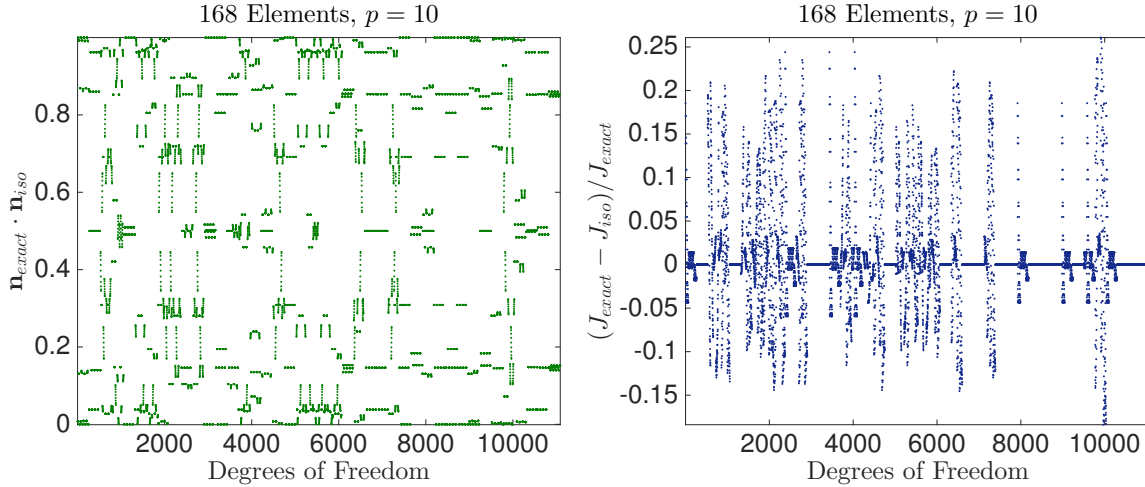 168 Elements, p = 10
n_exact · n_iso
0.8
0.6
0.4
0.2
0
2000 4000 6000 8000 10000
Degrees of Freedom
168 Elements, p = 10
(J_exact − J_iso)/J_exact
0.25
0.2
0.15
0.1
0.05
0
-0.05
-0.1
-0.15
2000 4000 6000 8000 10000
Degrees of Freedom